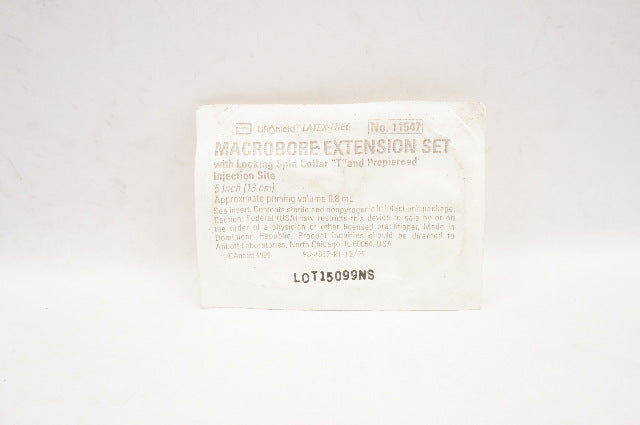 LifeShield™ LATEX-FREE No. 11547
MACROBORE EXTENSION SET
with Locking Spin Collar "T" and Prepierced
Injection Site
5 Inch (13 cm)
Approximate priming volume 0.8 mL
See insert. Contents sterile and nonpyrogenic in intact unit package.
Caution: Federal (USA) law restricts this device to sale by or on
the order of a physician or other licensed practitioner. Made in
Dominican Republic. Product inquiries should be directed to
Abbott Laboratories, North Chicago, IL 60064, USA
©Abbott
LOT15099NS